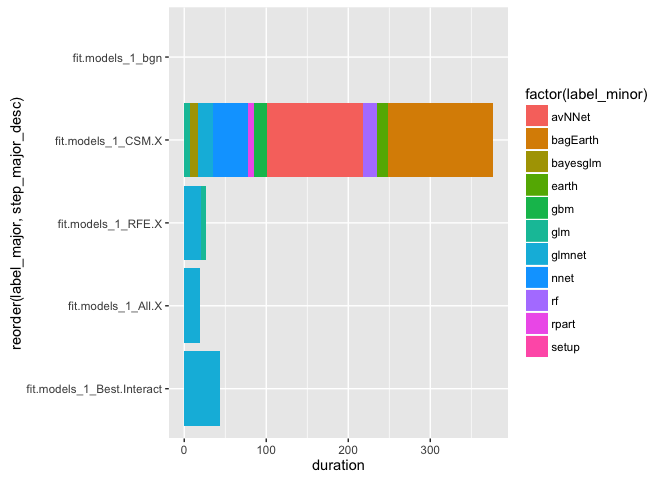 reorder(label_major, step_major_desc)
fit.models_1_bgn
fit.models_1_CSM.X
fit.models_1_RFE.X
fit.models_1_All.X
fit.models_1_Best.Interact
0
100
200
300
duration
factor(label_minor)
avNNet
bagEarth
bayesglm
earth
gbm
glm
glmnet
nnet
rf
rpart
setup